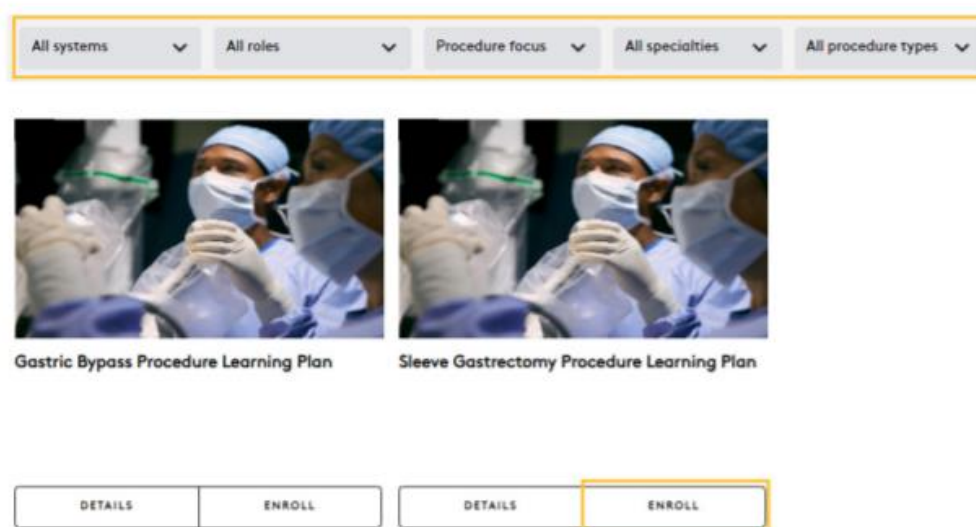 All systems All roles Procedure focus All specialties All procedure types
Gastric Bypass Procedure Learning Plan Sleeve Gastrectomy Procedure Learning Plan
DETAILS ENROLL DETAILS ENROLL